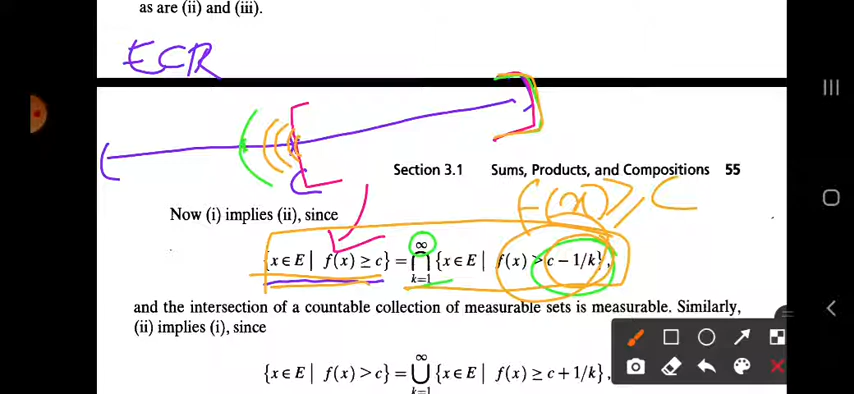 as are (ii) and (iii).
ECR
C
Section 3.1 Sums, Products, and Compositions 55
f(x) ≥ C
Now (i) implies (ii), since
{x ∈ E | f(x) ≥ c} = ∞⋂k=1 {x ∈ E | f(x) > c − 1/k},
and the intersection of a countable collection of measurable sets is measurable. Similarly,
(ii) implies (i), since
{x ∈ E | f(x) > c} = ∞⋃k=1 {x ∈ E | f(x) ≥ c + 1/k},